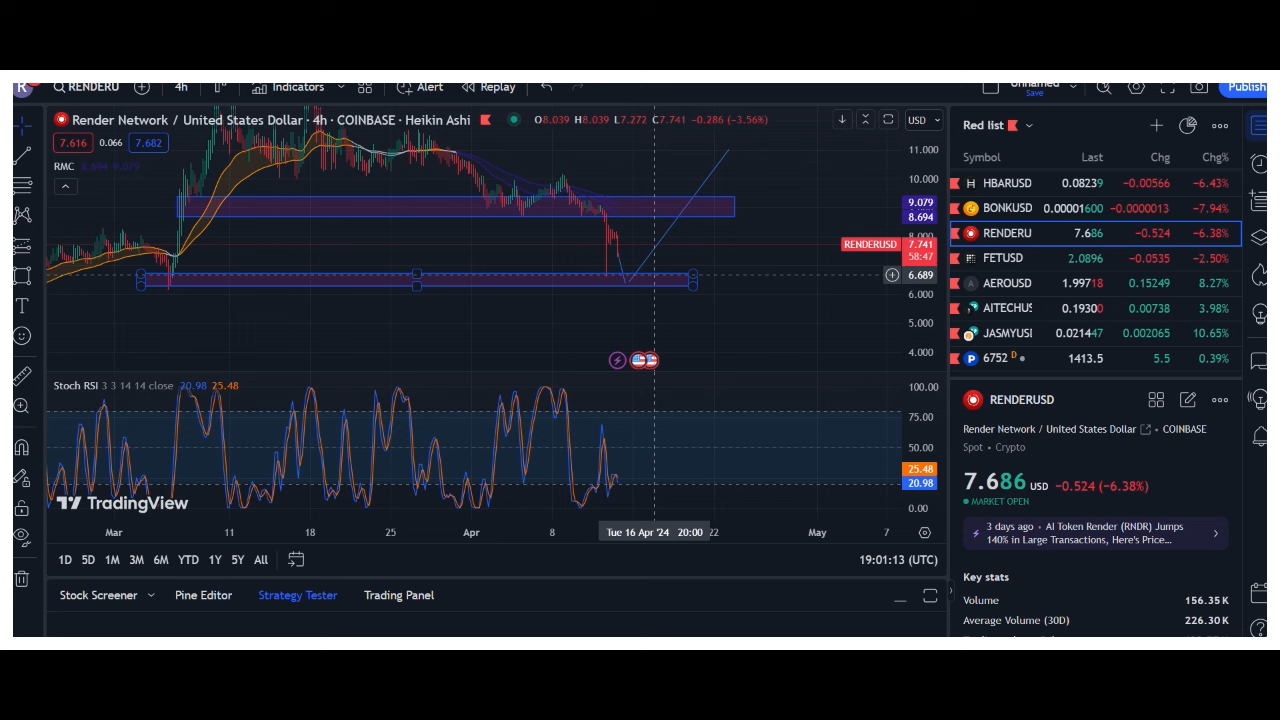 R RENDERU 4h Indicators Alert Replay Unnamed Save Publish
Render Network / United States Dollar · 4h · COINBASE · Heikin Ashi O8.039 H8.039 L7.272 C7.741 -0.286 (-3.56%) USD
7.616 0.066 7.682
RMC 8.694 9.079
11.000
10.000
9.079
8.694
8.000
RENDERUSD 7.741
58:47
6.689
6.000
5.000
4.000
Stoch RSI 3 3 14 14 close 20.98 25.48
100.00
75.00
50.00
25.48
20.98
0.00
TradingView
Mar 11 18 25 Apr 8 Tue 16 Apr '24 20:00 22 May 7
1D 5D 1M 3M 6M YTD 1Y 5Y All 19:01:13 (UTC)
Stock Screener Pine Editor Strategy Tester Trading Panel
Red list
Symbol Last Chg Chg%
H HBARUSD 0.08239 −0.00566 −6.43%
BONKUSD 0.00001600 −0.0000013 −7.94%
RENDERU 7.686 −0.524 −6.38%
FETUSD 2.0896 −0.0535 −2.50%
AEROUSD 1.99718 0.15249 8.27%
AITECHUS 0.19300 0.00738 3.98%
JASMYUSI 0.021447 0.002065 10.65%
P 6752 D 1413.5 5.5 0.39%
RENDERUSD
Render Network / United States Dollar • COINBASE
Spot • Crypto
7.686 USD −0.524 (−6.38%)
MARKET OPEN
3 days ago · AI Token Render (RNDR) Jumps
140% in Large Transactions, Here's Price...
Key stats
Volume 156.35K
Average Volume (30D) 226.30K